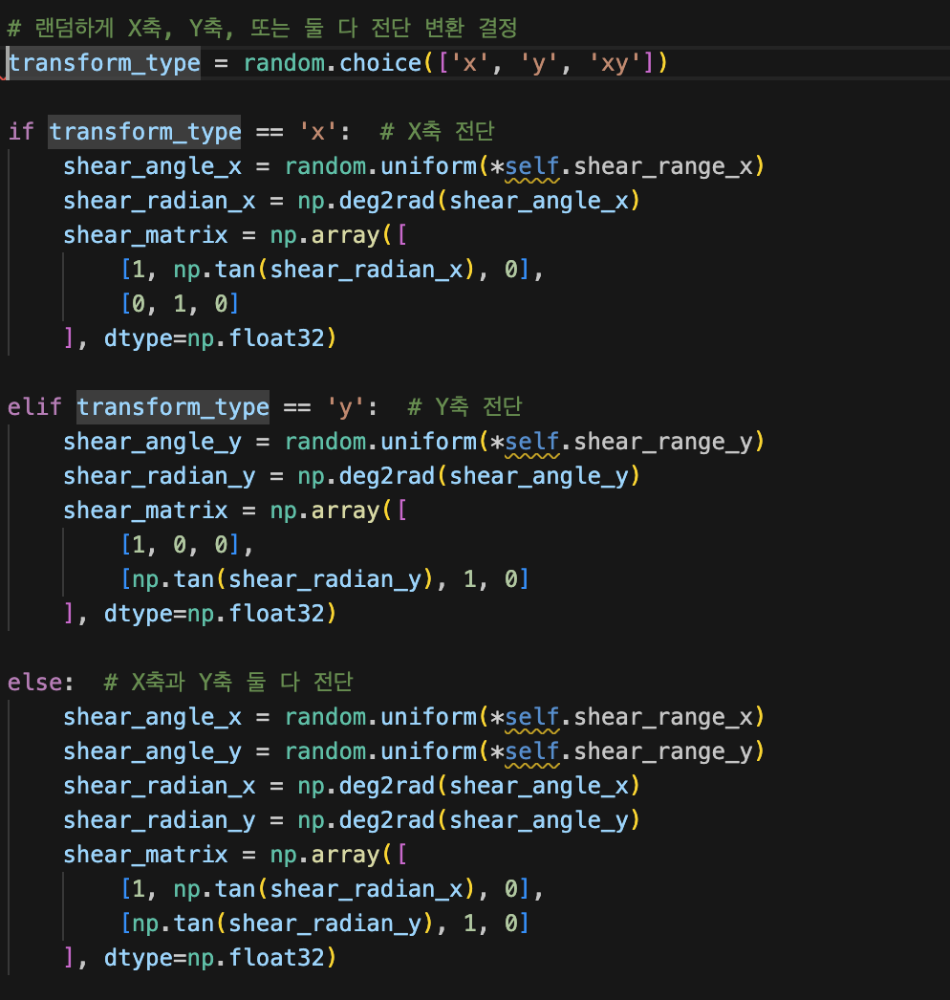 # 랜덤하게 X축, Y축, 또는 둘 다 전단 변환 결정
transform_type = random.choice(['x', 'y', 'xy'])
if transform_type == 'x':  # X축 전단
    shear_angle_x = random.uniform(*self.shear_range_x)
    shear_radian_x = np.deg2rad(shear_angle_x)
    shear_matrix = np.array([
        [1, np.tan(shear_radian_x), 0],
        [0, 1, 0]
    ], dtype=np.float32)
elif transform_type == 'y':  # Y축 전단
    shear_angle_y = random.uniform(*self.shear_range_y)
    shear_radian_y = np.deg2rad(shear_angle_y)
    shear_matrix = np.array([
        [1, 0, 0],
        [np.tan(shear_radian_y), 1, 0]
    ], dtype=np.float32)
else:  # X축과 Y축 둘 다 전단
    shear_angle_x = random.uniform(*self.shear_range_x)
    shear_angle_y = random.uniform(*self.shear_range_y)
    shear_radian_x = np.deg2rad(shear_angle_x)
    shear_radian_y = np.deg2rad(shear_angle_y)
    shear_matrix = np.array([
        [1, np.tan(shear_radian_x), 0],
        [np.tan(shear_radian_y), 1, 0]
    ], dtype=np.float32)